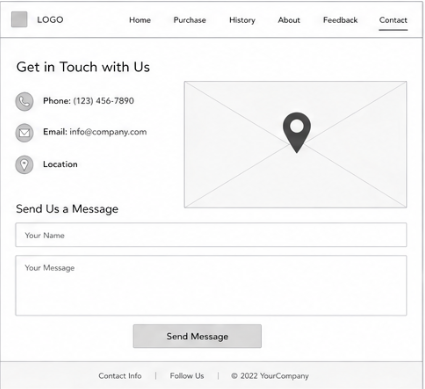 LOGO Home Purchase History About Feedback Contact
Get in Touch with Us
Phone: (123) 456-7890
Email: info@company.com
Location
Send Us a Message
Your Name
Your Message
Send Message
Contact Info | Follow Us | © 2022 YourCompany